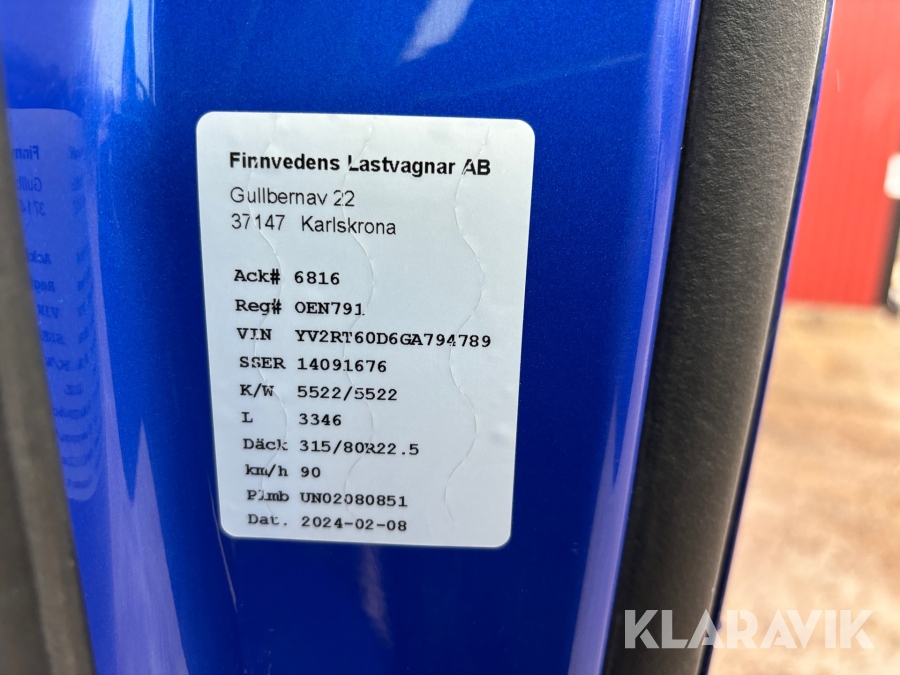 Finnvedens Lastvagnar AB
Gullbernav 22
37147 Karlskrona
Ack# 6816
Reg# OEN791
VIN YV2RT60D6GA794789
SSER 14091676
K/W 5522/5522
L 3346
Däck 315/80R22.5
km/h 90
Plmb UN02080851
Dat. 2024-02-08
KLARAVIK